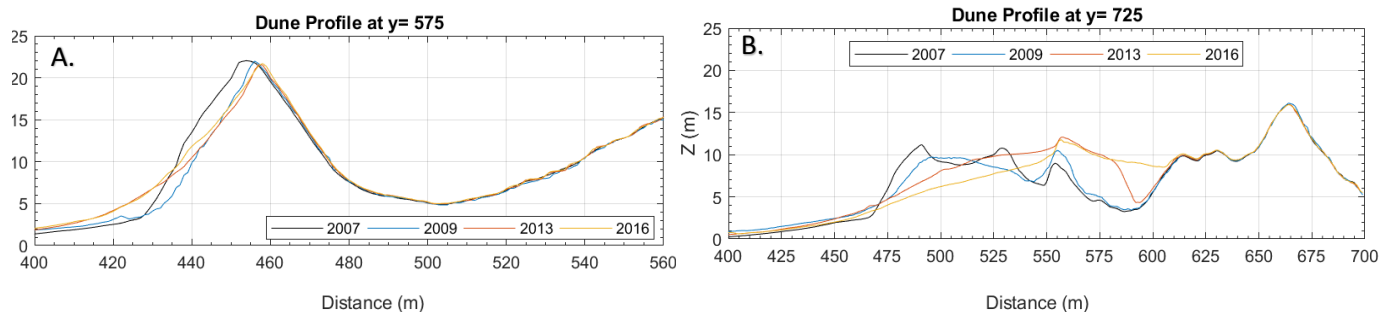 Dune Profile at y= 575
A.
25
20
15
10
5
0
2007 2009 2013 2016
400 420 440 460 480 500 520 540 560
Distance (m)
Dune Profile at y= 725
B.
2007 2009 2013 2016
Z (m)
25
20
15
10
5
0
400 425 450 475 500 525 550 575 600 625 650 675 700
Distance (m)